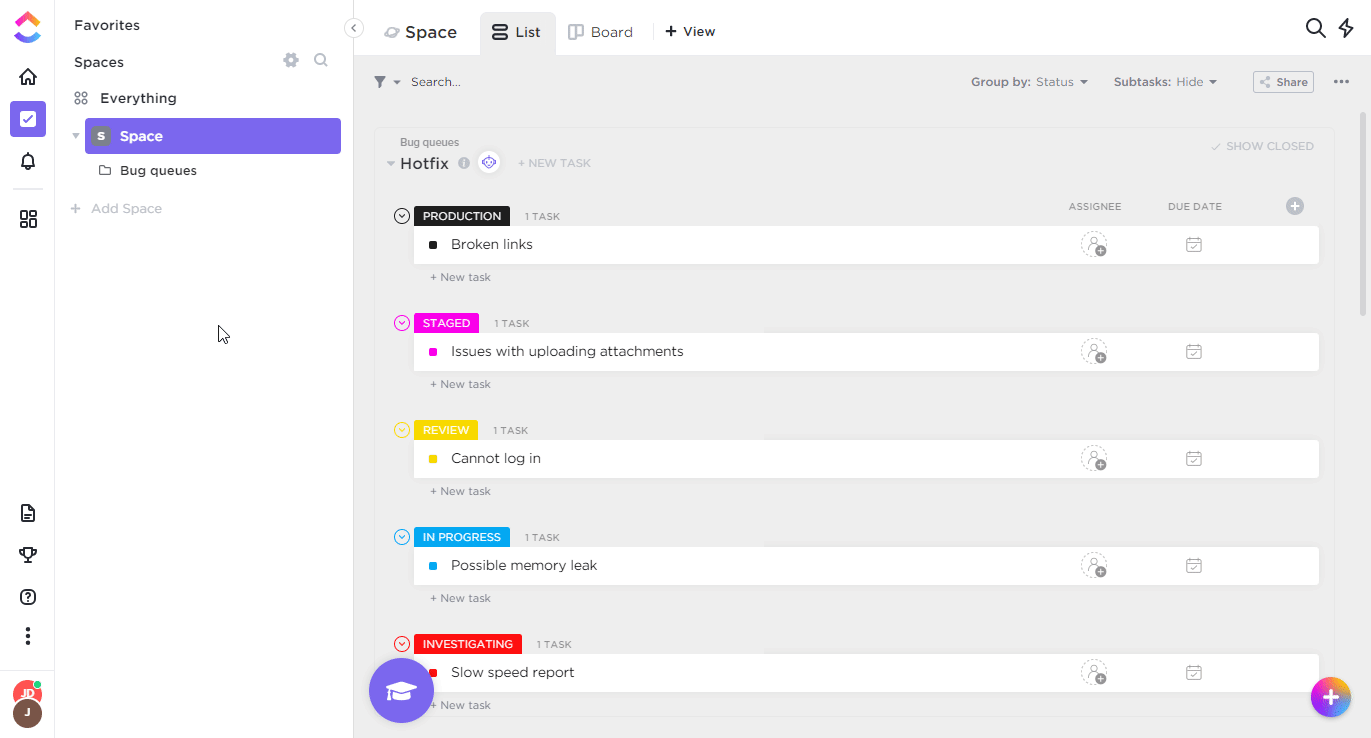 Favorites
Spaces
Everything
S Space
Bug queues
+ Add Space
JD
J
Space
List
Board
+ View
Search...
Group by: Status
Subtasks: Hide
Share
Bug queues
Hotfix
+ NEW TASK
SHOW CLOSED
PRODUCTION 1 TASK
ASSIGNEE DUE DATE
Broken links
+ New task
STAGED 1 TASK
Issues with uploading attachments
+ New task
REVIEW 1 TASK
Cannot log in
+ New task
IN PROGRESS 1 TASK
Possible memory leak
+ New task
INVESTIGATING 1 TASK
Slow speed report
+ New task